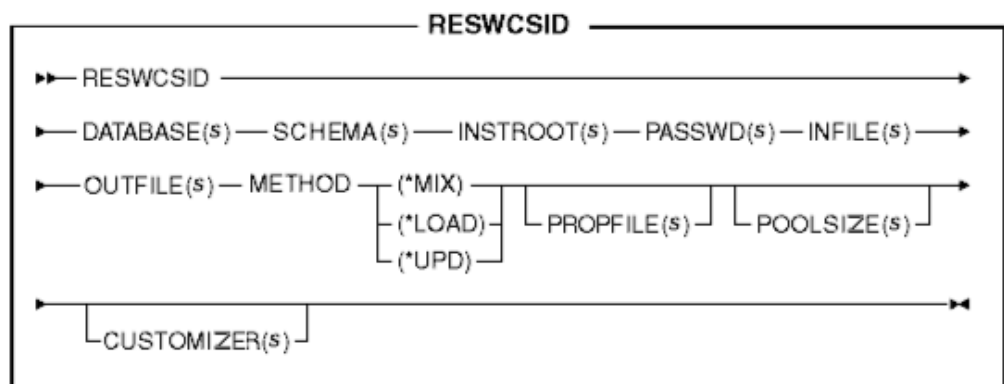 RESWCSID
RESWCSID
DATABASE(s) SCHEMA(s) INSTROOT(s) PASSWD(s) INFILE(s)
OUTFILE(s) METHOD (*MIX)
(*LOAD) PROPFILE(s) POOLSIZE(s)
(*UPD)
CUSTOMIZER(s)